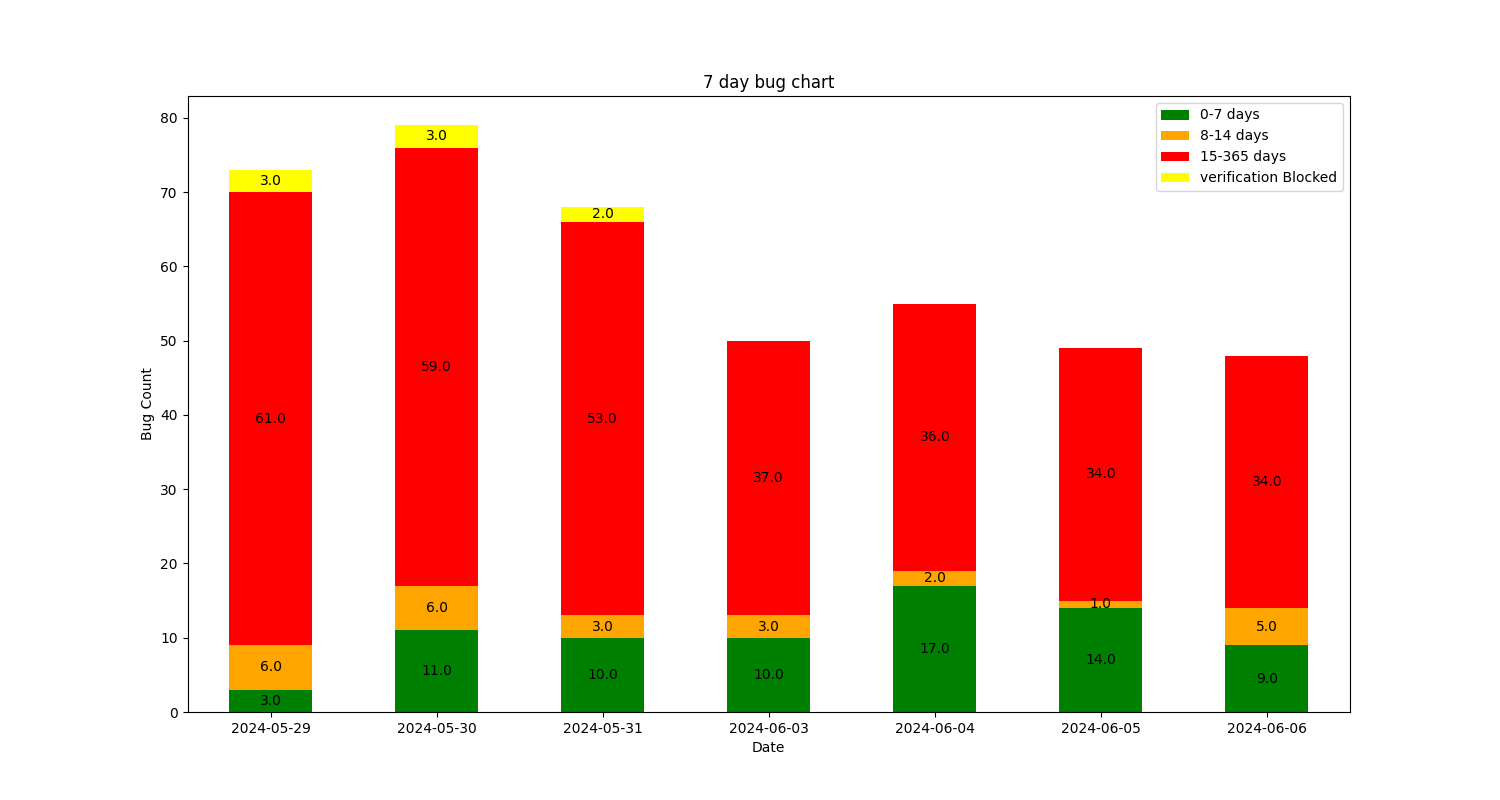 7 day bug chart
0-7 days
8-14 days
15-365 days
verification Blocked
Bug Count
80
70
60
50
40
30
20
10
0
3.0 3.0 2.0
61.0 59.0 53.0 37.0 36.0 34.0 34.0
6.0 6.0 3.0 3.0 2.0 1.0 5.0
3.0 11.0 10.0 10.0 17.0 14.0 9.0
2024-05-29 2024-05-30 2024-05-31 2024-06-03 2024-06-04 2024-06-05 2024-06-06
Date